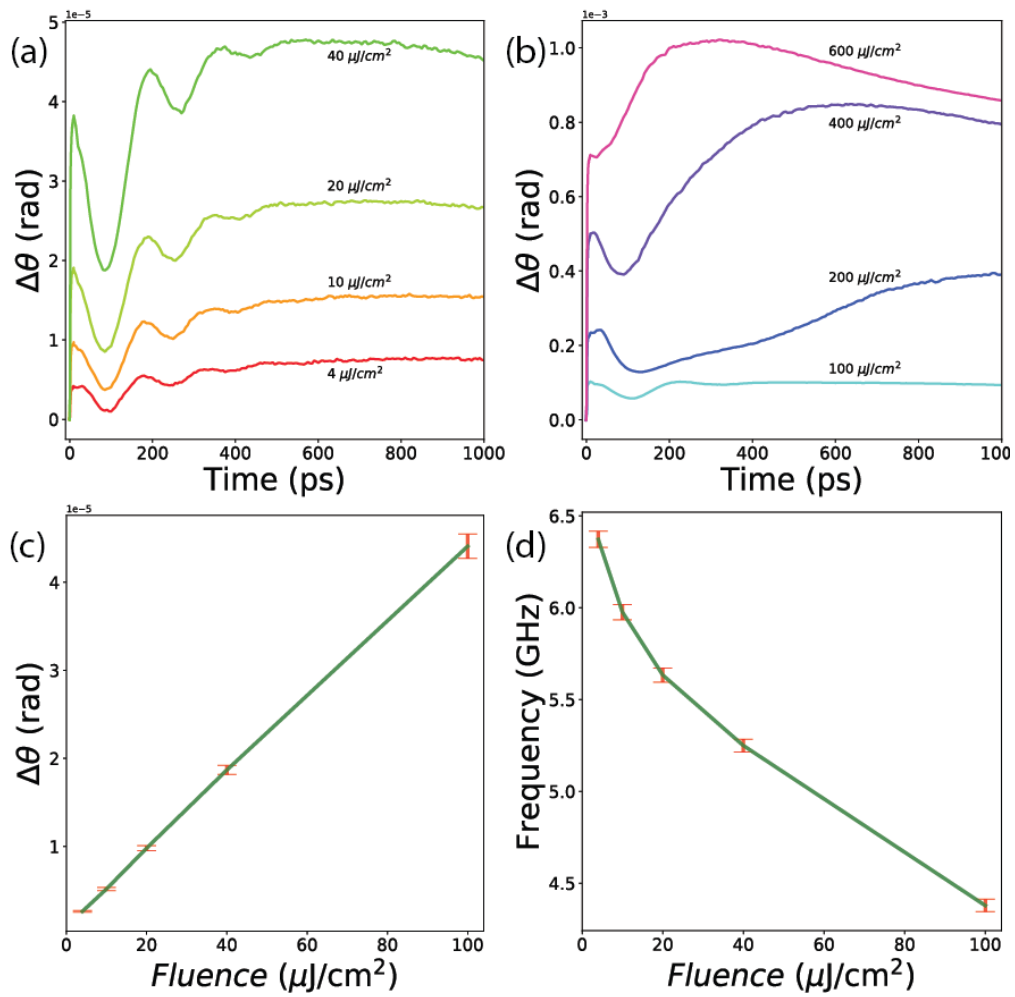 (a)
1e−5
5
4
3
2
1
0
Δθ (rad)
40 μJ/cm²
20 μJ/cm²
10 μJ/cm²
4 μJ/cm²
0 200 400 600 800 1000
Time (ps)
(b)
1e−3
1.0
0.8
0.6
0.4
0.2
0.0
Δθ (rad)
600 μJ/cm²
400 μJ/cm²
200 μJ/cm²
100 μJ/cm²
0 200 400 600 800 100
Time (ps)
(c)
1e−5
4
3
2
1
Δθ (rad)
0 20 40 60 80 100
Fluence (μJ/cm²)
(d)
6.5
6.0
5.5
5.0
4.5
Frequency (GHz)
0 20 40 60 80 100
Fluence (μJ/cm²)